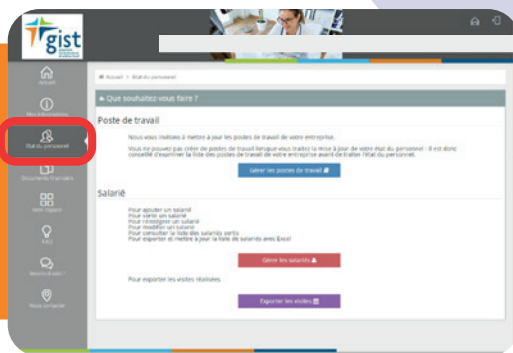 gist
Accueil
Accueil > Etat du personnel
Que souhaitez-vous faire ?
Mes informations
Poste de travail
Nous vous invitons à mettre à jour les postes de travail de votre entreprise.
Vous ne pouvez pas créer de postes de travail lorsque vous traitez la mise à jour de votre état du personnel : il est donc
conseillé d'exprimer la liste des postes de travail de votre entreprise avant de traiter l'état du personnel.
Etat du personnel
Gérer les postes de travail
Documents financiers
Salarié
Pour ajouter un salarié
Pour sortir un salarié
Pour réintégrer un salarié
Pour modifier un salarié
Pour consulter la liste des salariés sortis
Pour exporter et mettre à jour la liste de salariés avec Excel
FAQ
Gérer les salariés
Besoin d'aide ?
Pour exporter les visites réalisées
Exporter les visites
Nous contacter